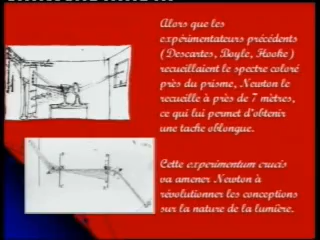 Alors que les
expérimentateurs précédents
(Descartes, Boyle, Hooke)
recueillaient le spectre coloré
près du prisme, Newton le
recueille à près de 7 mètres,
ce qui lui permet d'obtenir
une tache oblongue.
Cette experimentum crucis
va amener Newton à
révolutionner les conceptions
sur la nature de la lumière.